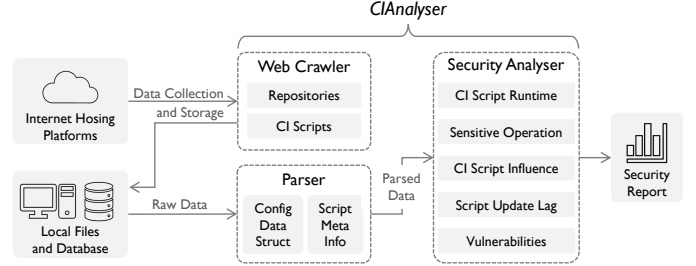 CIAnalyser
Web Crawler
Repositories
CI Scripts
Internet Hosing
Platforms
Data Collection
and Storage
Local Files
and Database
Raw Data
Parser
Config
Data
Struct
Script
Meta
Info
Parsed
Data
Security Analyser
CI Script Runtime
Sensitive Operation
CI Script Influence
Script Update Lag
Vulnerabilities
Security
Report